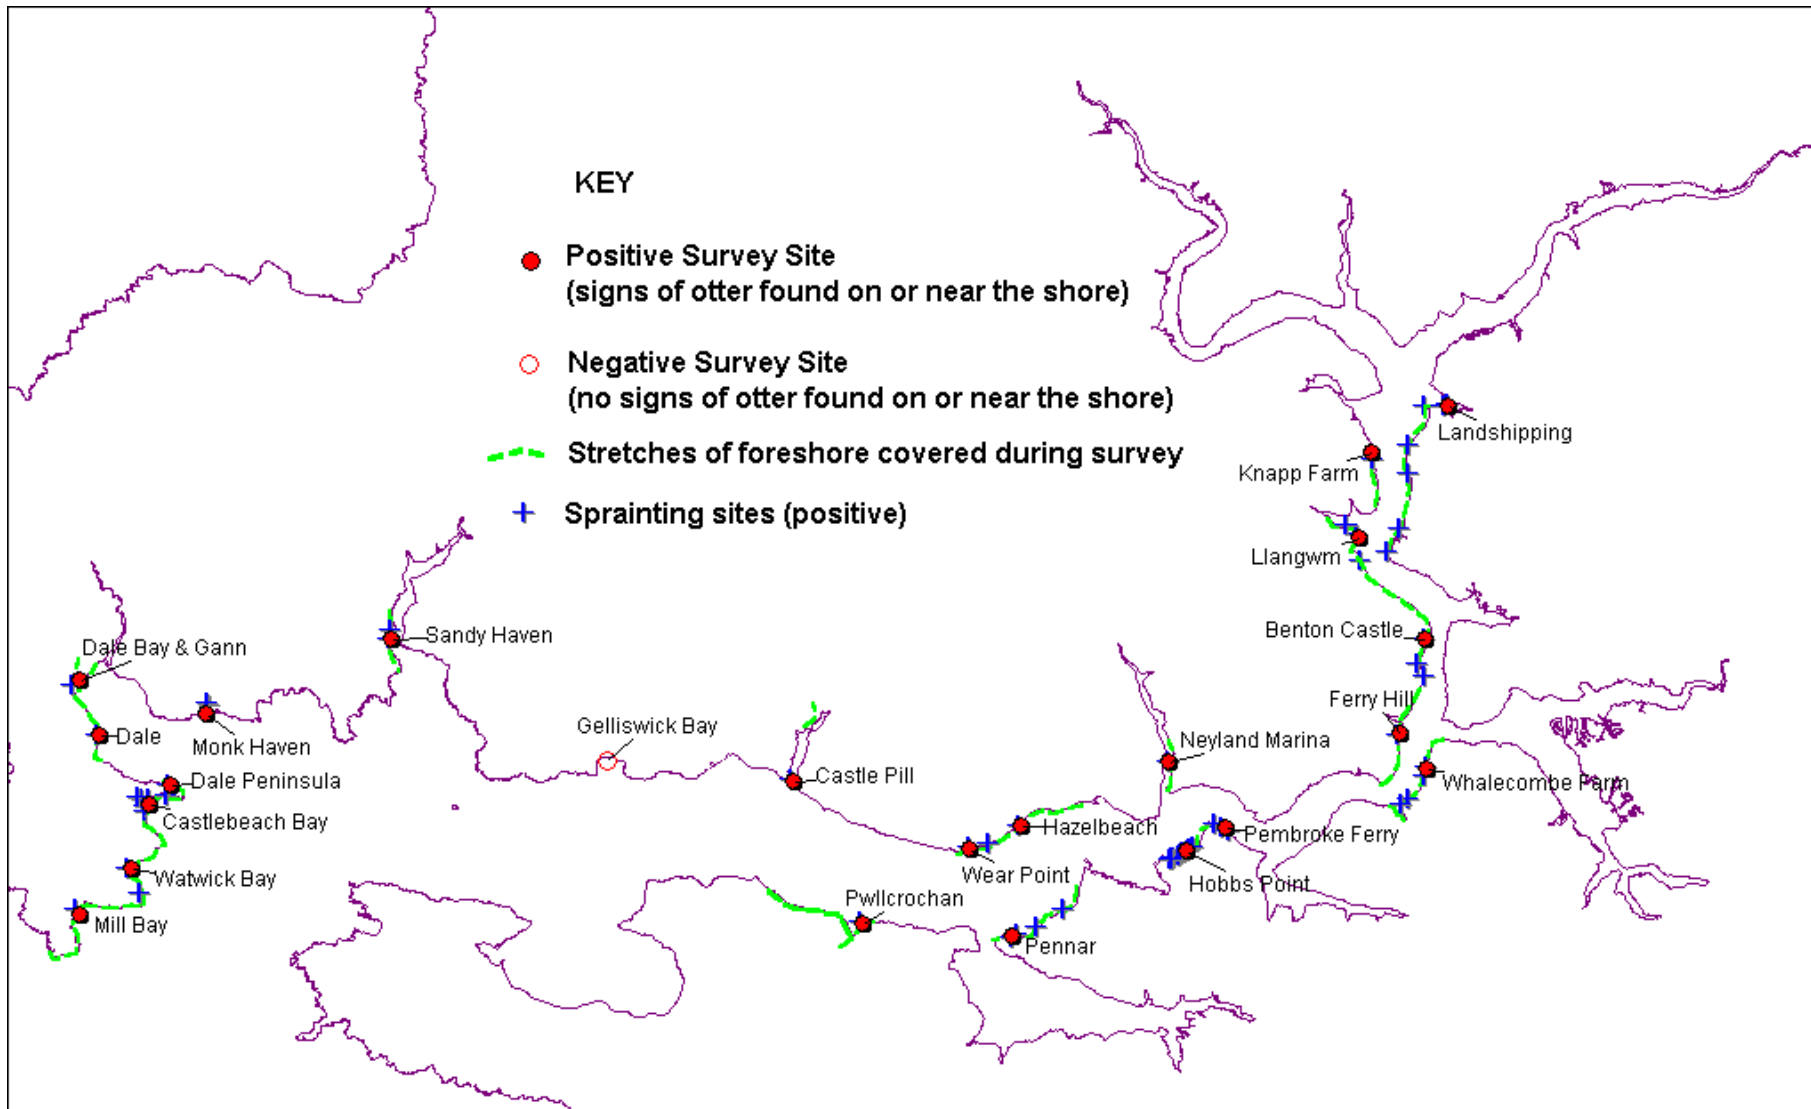 KEY
Positive Survey Site
(signs of otter found on or near the shore)
Negative Survey Site
(no signs of otter found on or near the shore)
Stretches of foreshore covered during survey
Sprainting sites (positive)
Landshipping
Knapp Farm
Llangwm
Benton Castle
Sandy Haven
Dale Bay & Gann
Ferry Hill
Gelliswick Bay
Neyland Marina
Dale
Monk Haven
Dale Peninsula
Castle Pill
Whalecombe Farm
Castlebeach Bay
Hazelbeach
Pembroke Ferry
Wear Point
Hobbs Point
Watwick Bay
Pwllcrochan
Mill Bay
Pennar